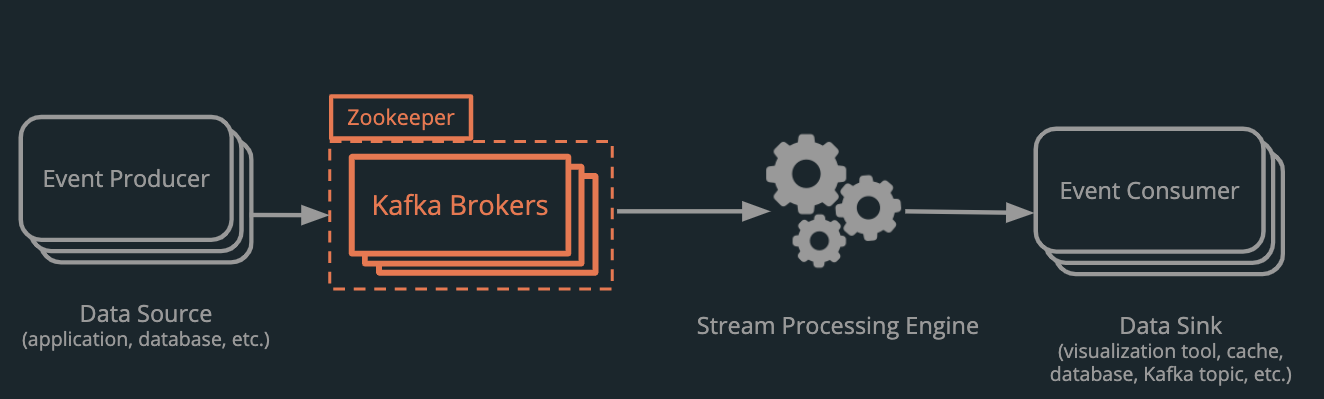 Zookeeper
Event Producer
Kafka Brokers
Event Consumer
Data Source
(application, database, etc.)
Stream Processing Engine
Data Sink
(visualization tool, cache,
database, Kafka topic, etc.)